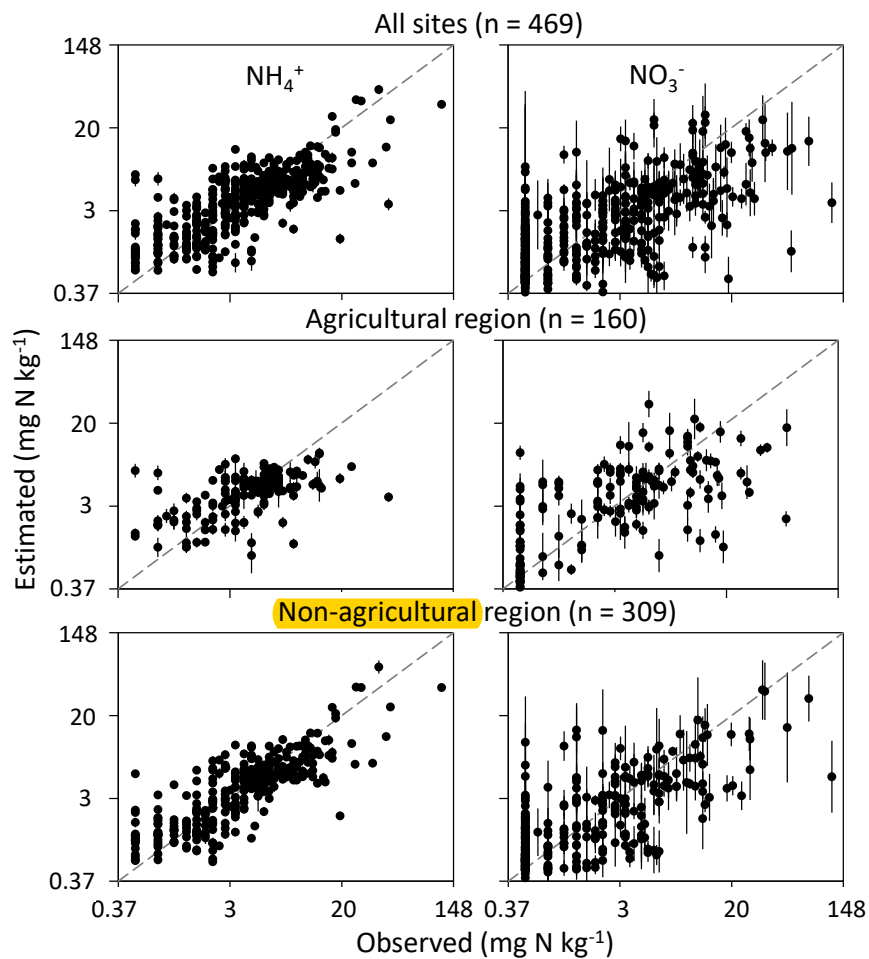 All sites (n = 469)
148
NH₄⁺
NO₃⁻
20
3
0.37
Agricultural region (n = 160)
148
20
3
0.37
Non-agricultural region (n = 309)
148
20
3
0.37
0.37 3 20 148 0.37 3 20 148
Observed (mg N kg⁻¹)
Estimated (mg N kg⁻¹)